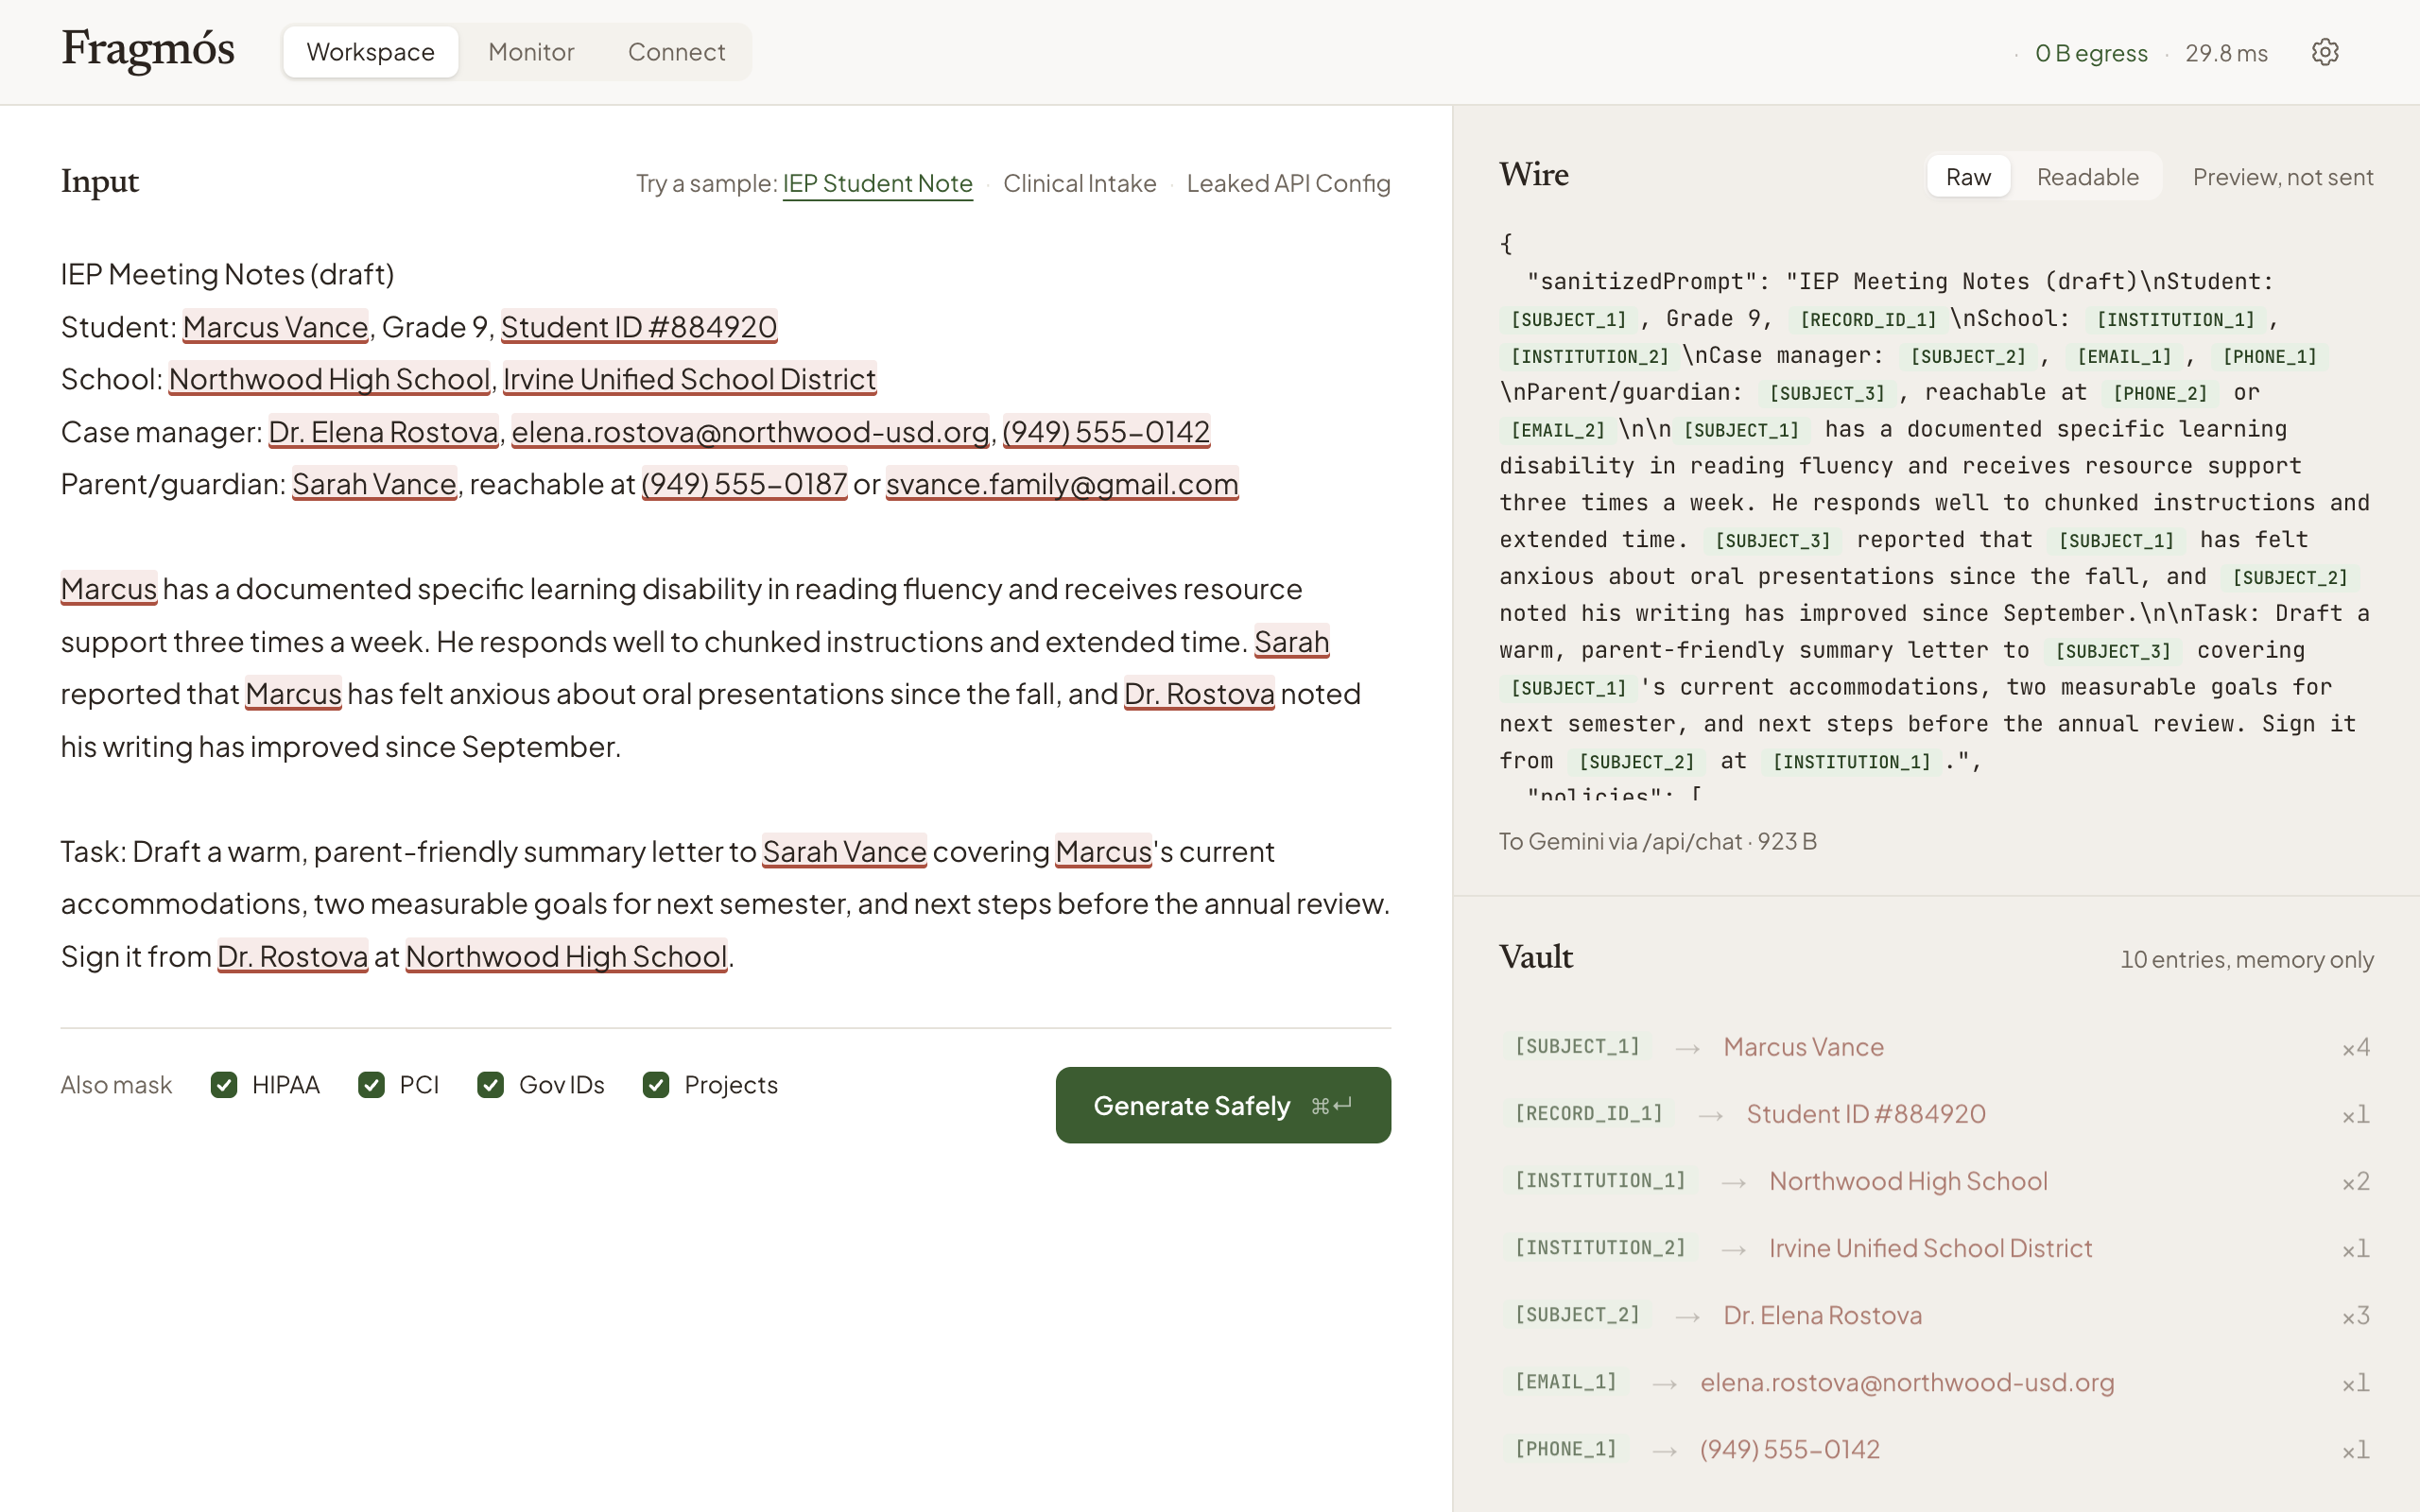 Fragmós
Workspace Monitor Connect
· 0 B egress · 29.8 ms
Input
Try a sample: IEP Student Note · Clinical Intake · Leaked API Config
IEP Meeting Notes (draft)
Student: Marcus Vance, Grade 9, Student ID #884920
School: Northwood High School, Irvine Unified School District
Case manager: Dr. Elena Rostova, elena.rostova@northwood-usd.org, (949) 555-0142
Parent/guardian: Sarah Vance, reachable at (949) 555-0187 or svance.family@gmail.com
Marcus has a documented specific learning disability in reading fluency and receives resource
support three times a week. He responds well to chunked instructions and extended time. Sarah
reported that Marcus has felt anxious about oral presentations since the fall, and Dr. Rostova noted
his writing has improved since September.
Task: Draft a warm, parent-friendly summary letter to Sarah Vance covering Marcus's current
accommodations, two measurable goals for next semester, and next steps before the annual review.
Sign it from Dr. Rostova at Northwood High School.
Also mask HIPAA PCI Gov IDs Projects
Generate Safely ⌘↵
Wire
Raw Readable Preview, not sent
{
"sanitizedPrompt": "IEP Meeting Notes (draft)\nStudent:
[SUBJECT_1] , Grade 9, [RECORD_ID_1] \nSchool: [INSTITUTION_1] ,
[INSTITUTION_2] \nCase manager: [SUBJECT_2] , [EMAIL_1] , [PHONE_1]
\nParent/guardian: [SUBJECT_3] , reachable at [PHONE_2] or
[EMAIL_2] \n\n [SUBJECT_1] has a documented specific learning
disability in reading fluency and receives resource support
three times a week. He responds well to chunked instructions and
extended time. [SUBJECT_3] reported that [SUBJECT_1] has felt
anxious about oral presentations since the fall, and [SUBJECT_2]
noted his writing has improved since September.\n\nTask: Draft a
warm, parent-friendly summary letter to [SUBJECT_3] covering
[SUBJECT_1] 's current accommodations, two measurable goals for
next semester, and next steps before the annual review. Sign it
from [SUBJECT_2] at [INSTITUTION_1] .",
"policies": [
To Gemini via /api/chat · 923 B
Vault
10 entries, memory only
[SUBJECT_1] → Marcus Vance ×4
[RECORD_ID_1] → Student ID #884920 ×1
[INSTITUTION_1] → Northwood High School ×2
[INSTITUTION_2] → Irvine Unified School District ×1
[SUBJECT_2] → Dr. Elena Rostova ×3
[EMAIL_1] → elena.rostova@northwood-usd.org ×1
[PHONE_1] → (949) 555-0142 ×1